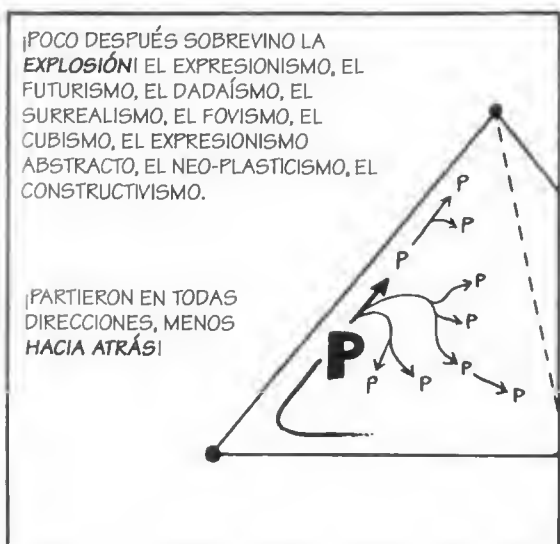 ¡POCO DESPUÉS SOBREVINO LA
EXPLOSIÓN! EL EXPRESIONISMO, EL
FUTURISMO, EL DADAÍSMO, EL
SURREALISMO, EL FOVISMO, EL
CUBISMO, EL EXPRESIONISMO
ABSTRACTO, EL NEO-PLASTICISMO, EL
CONSTRUCTIVISMO.
¡PARTIERON EN TODAS
DIRECCIONES, MENOS
HACIA ATRÁS!
P
P
P
P
P
P
P
P
P
P